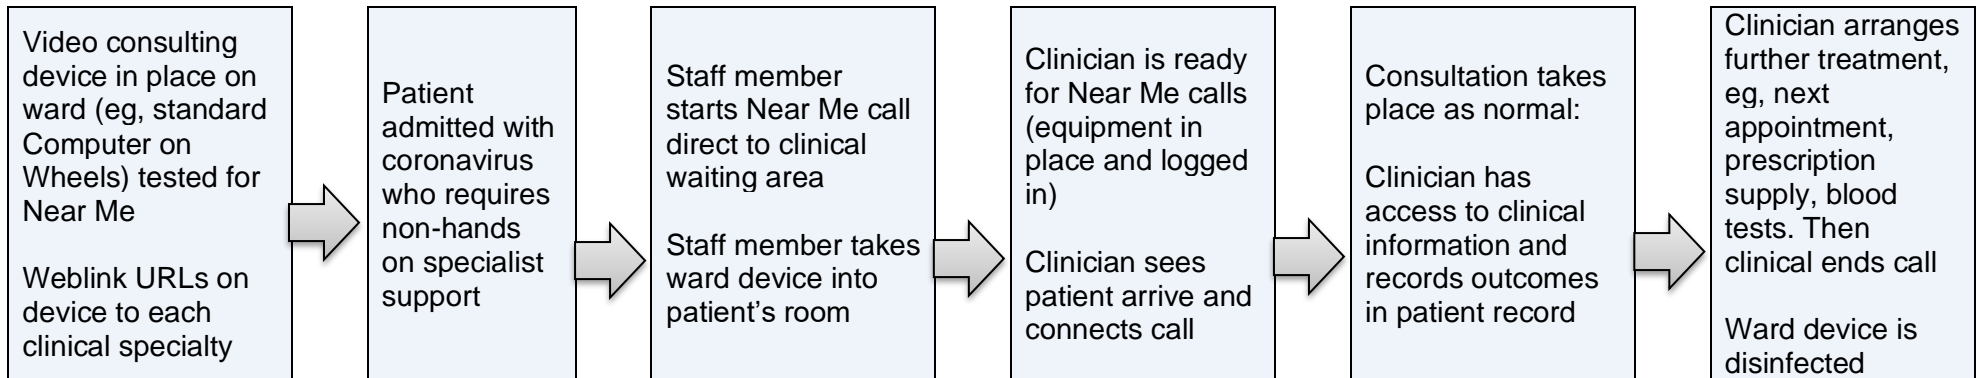 Video consulting
device in place on
ward (eg, standard
Computer on
Wheels) tested for
Near Me
Weblink URLs on
device to each
clinical specialty
Patient
admitted with
coronavirus
who requires
non-hands
on specialist
support
Staff member
starts Near Me call
direct to clinical
waiting area
Staff member takes
ward device into
patient’s room
Clinician is ready
for Near Me calls
(equipment in
place and logged
in)
Clinician sees
patient arrive and
connects call
Consultation takes
place as normal:
Clinician has
access to clinical
information and
records outcomes
in patient record
Clinician arranges
further treatment,
eg, next
appointment,
prescription
supply, blood
tests. Then
clinical ends call
Ward device is
disinfected